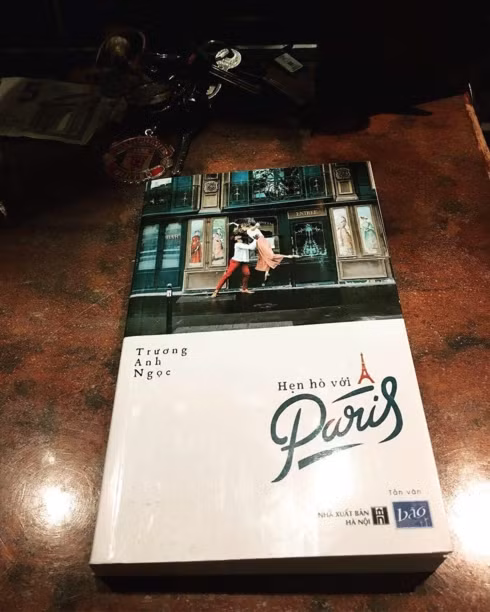 ENTRÉE
Trương
Anh
Ngọc
Hẹn hò với
Paris
Tản văn
NHÀ XUẤT BẢN
HÀ NỘI
bảo